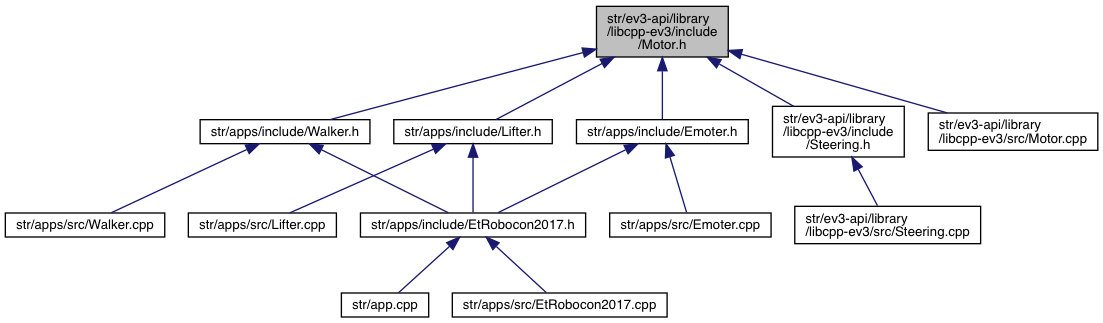 str/ev3-api/library
/libcpp-ev3/include
/Motor.h
str/apps/include/Walker.h
str/apps/include/Lifter.h
str/apps/include/Emoter.h
str/ev3-api/library
/libcpp-ev3/include
/Steering.h
str/ev3-api/library
/libcpp-ev3/src/Motor.cpp
str/apps/src/Walker.cpp
str/apps/src/Lifter.cpp
str/apps/include/EtRobocon2017.h
str/apps/src/Emoter.cpp
str/ev3-api/library
/libcpp-ev3/src/Steering.cpp
str/app.cpp
str/apps/src/EtRobocon2017.cpp